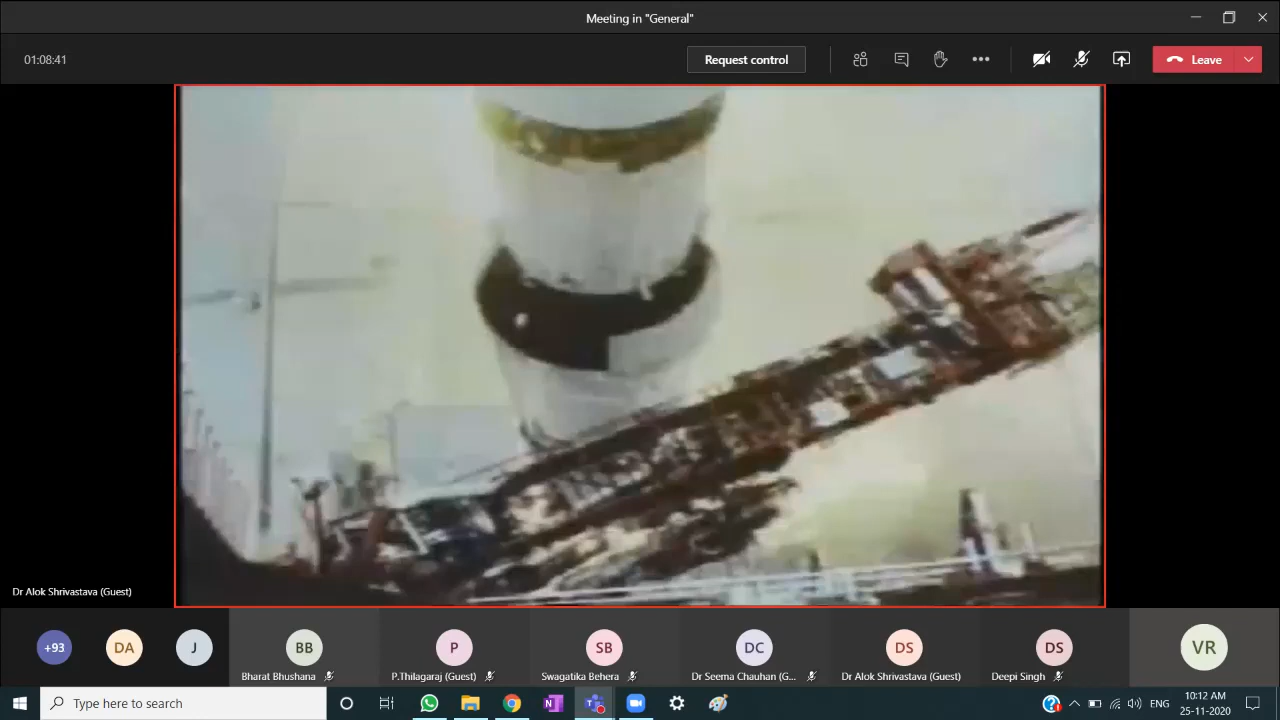 Meeting in "General"
01:08:41
Request control
Leave
Dr Alok Shrivastava (Guest)
+93
DA
J
BB
P
SB
DC
DS
DS
VR
Bharat Bhushana
P.Thilagaraj (Guest)
Swagatika Behera
Dr Seema Chauhan (G...
Dr Alok Shrivastava (Guest)
Deepi Singh
Type here to search
ENG
10:12 AM
25-11-2020